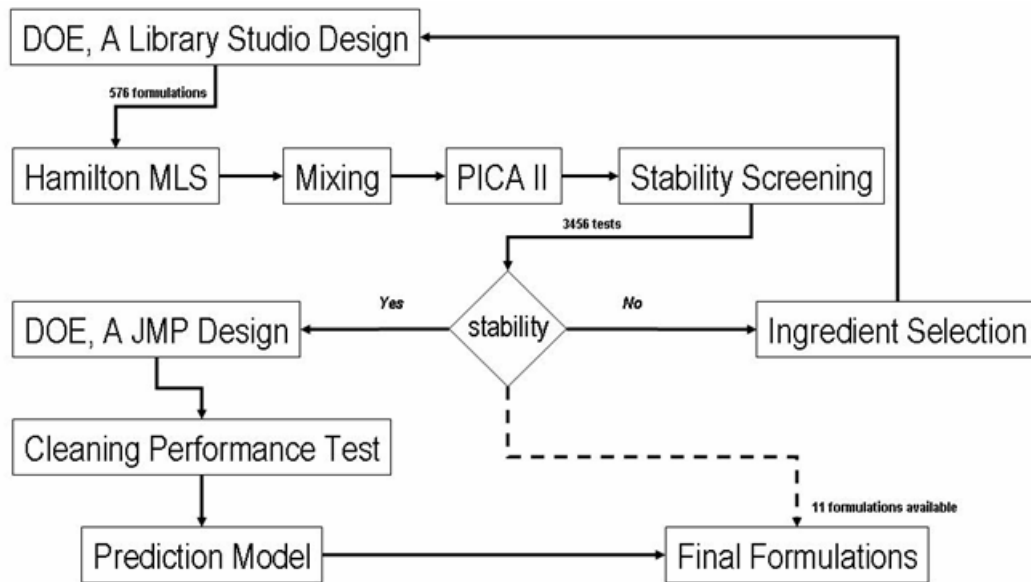 DOE, A Library Studio Design
576 formulations
Hamilton MLS
Mixing
PICA II
Stability Screening
3456 tests
Yes
No
DOE, A JMP Design
stability
Ingredient Selection
Cleaning Performance Test
11 formulations available
Prediction Model
Final Formulations